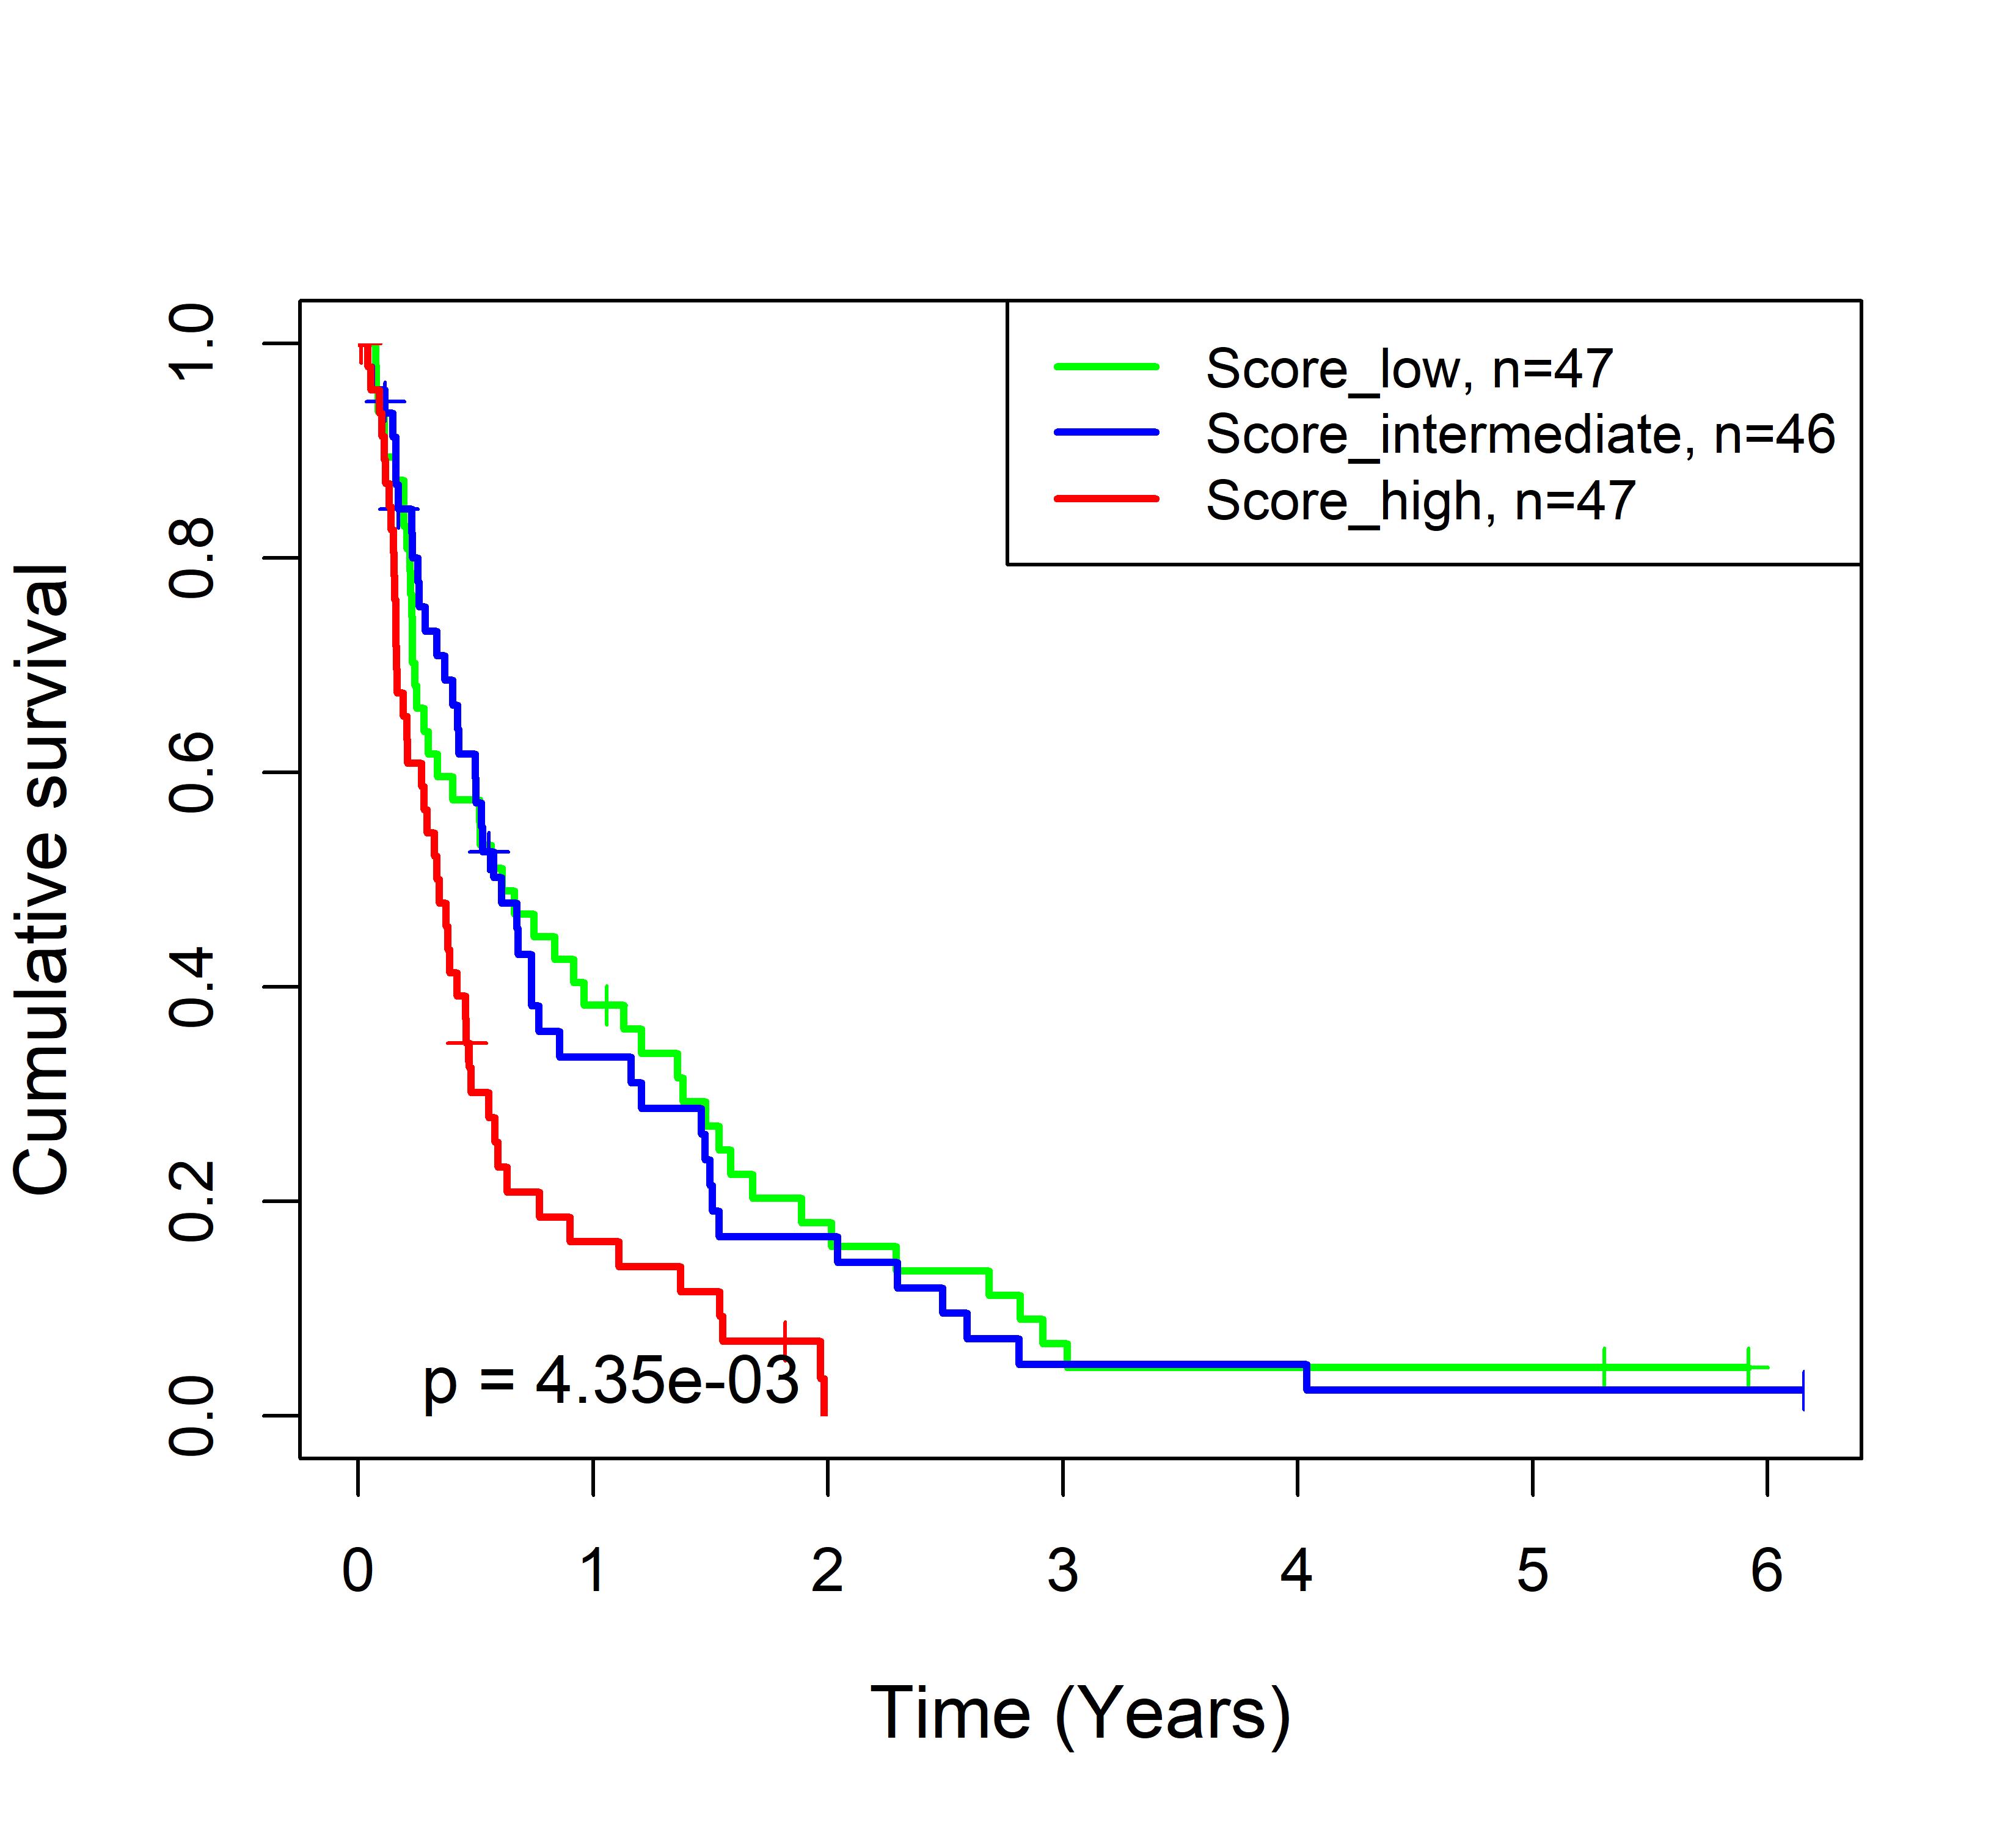 Score_low, n=47
Score_intermediate, n=46
Score_high, n=47
Cumulative survival
1.0
0.8
0.6
0.4
0.2
0.0
p = 4.35e-03
0 1 2 3 4 5 6
Time (Years)